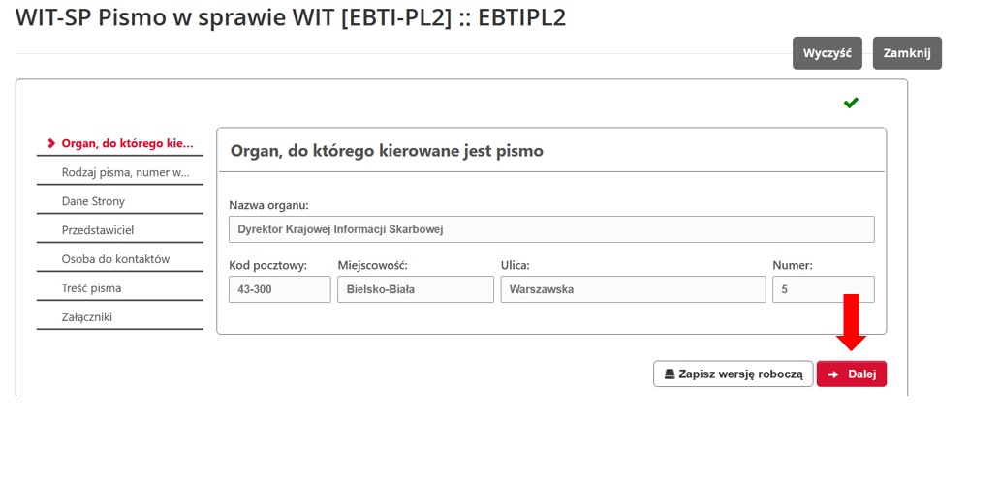 WIT-SP Pismo w sprawie WIT [EBTI-PL2] :: EBTIPL2
Wyczyść Zamknij
Organ, do którego kie...
Rodzaj pisma, numer w...
Dane Strony
Przedstawiciel
Osoba do kontaktów
Treść pisma
Załączniki
Organ, do którego kierowane jest pismo
Nazwa organu:
Dyrektor Krajowej Informacji Skarbowej
Kod pocztowy: Miejscowość: Ulica: Numer:
43-300 Bielsko-Biała Warszawska 5
Zapisz wersję roboczą Dalej